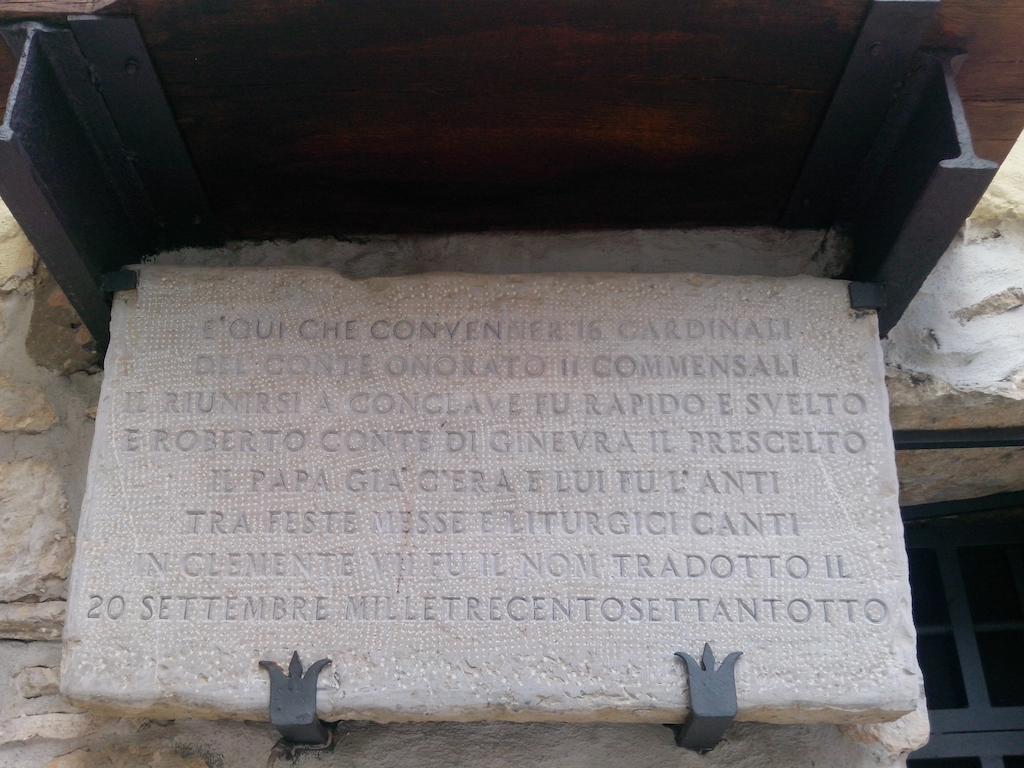 E' QUI CHE CONVENNER 16 CARDINALI
DEL CONTE ONORATO II COMMENSALI
IL RIUNIRSI A CONCLAVE FU RAPIDO E SVELTO
E ROBERTO CONTE DI GINEVRA IL PRESCELTO
IL PAPA GIA' C'ERA E LUI FU L' ANTI
TRA FESTE MESSE E LITURGICI CANTI
IN CLEMENTE VII FU IL NOM TRADOTTO IL
20 SETTEMBRE MILLETRECENTOSETTANTOTTO